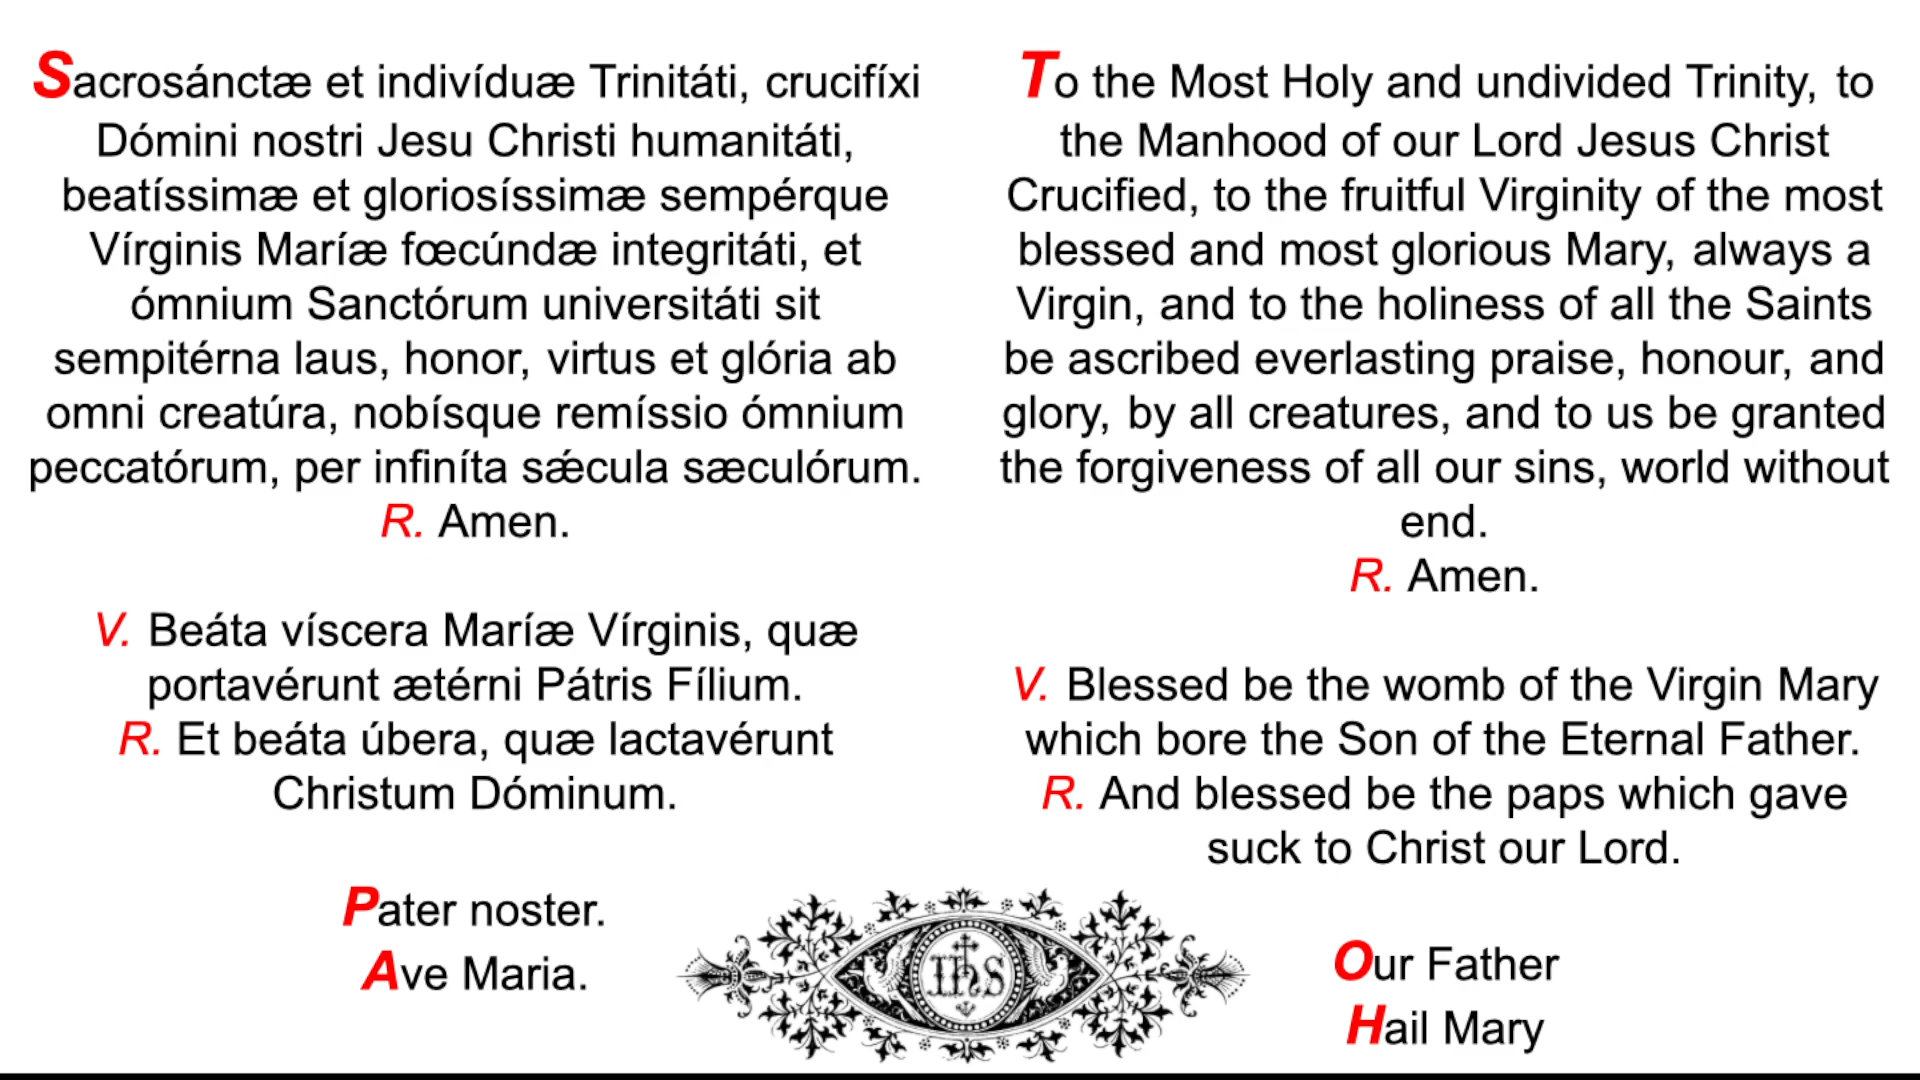 Sacrosánctæ et indivíduæ Trinitáti, crucifíxi
Dómini nostri Jesu Christi humanitáti,
beatíssimæ et gloriosíssimæ sempérque
Vírginis Maríæ fœcúndæ integritáti, et
ómnium Sanctórum universitáti sit
sempitérna laus, honor, virtus et glória ab
omni creatúra, nobísque remíssio ómnium
peccatórum, per infiníta sǽcula sæculórum.
R. Amen.
V. Beáta víscera Maríæ Vírginis, quæ
portavérunt ætérni Pátris Fílium.
R. Et beáta úbera, quæ lactavérunt
Christum Dóminum.
Pater noster.
Ave Maria.
To the Most Holy and undivided Trinity, to
the Manhood of our Lord Jesus Christ
Crucified, to the fruitful Virginity of the most
blessed and most glorious Mary, always a
Virgin, and to the holiness of all the Saints
be ascribed everlasting praise, honour, and
glory, by all creatures, and to us be granted
the forgiveness of all our sins, world without
end.
R. Amen.
V. Blessed be the womb of the Virgin Mary
which bore the Son of the Eternal Father.
R. And blessed be the paps which gave
suck to Christ our Lord.
Our Father
Hail Mary
IhS